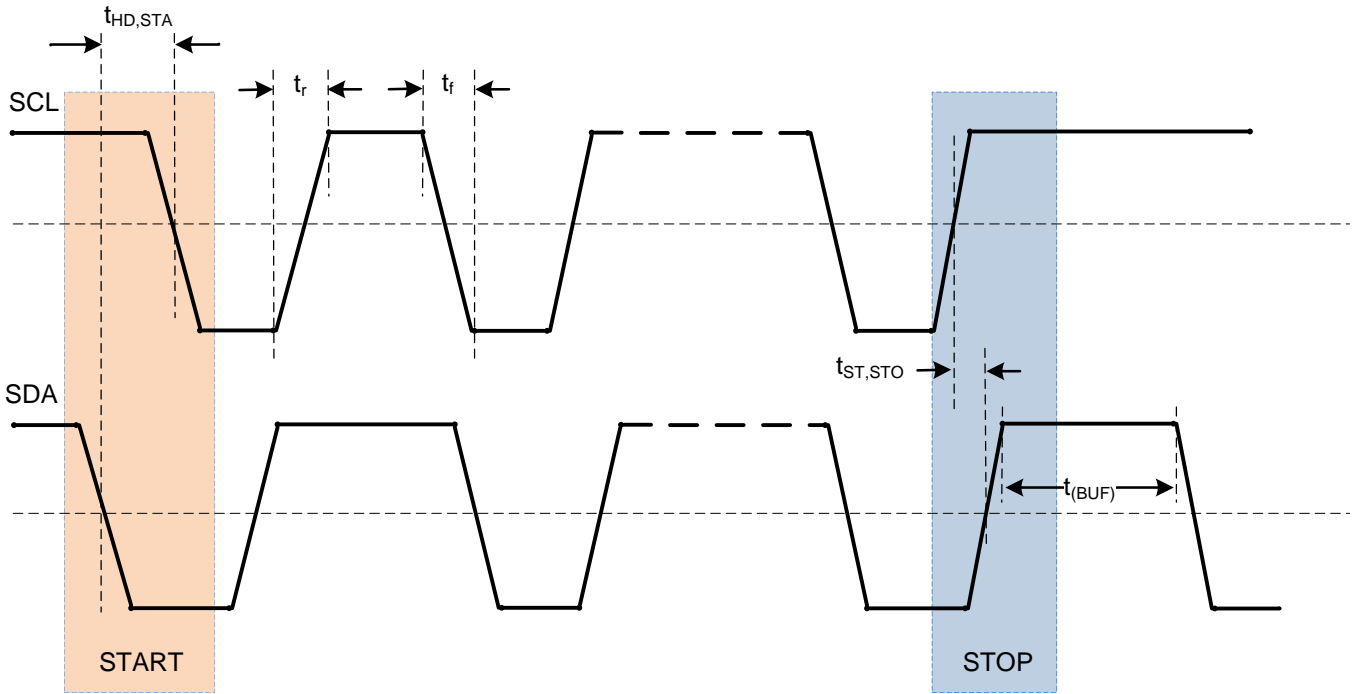 tHD,STA
tr
tf
SCL
tST,STO
SDA
t(BUF)
START
STOP